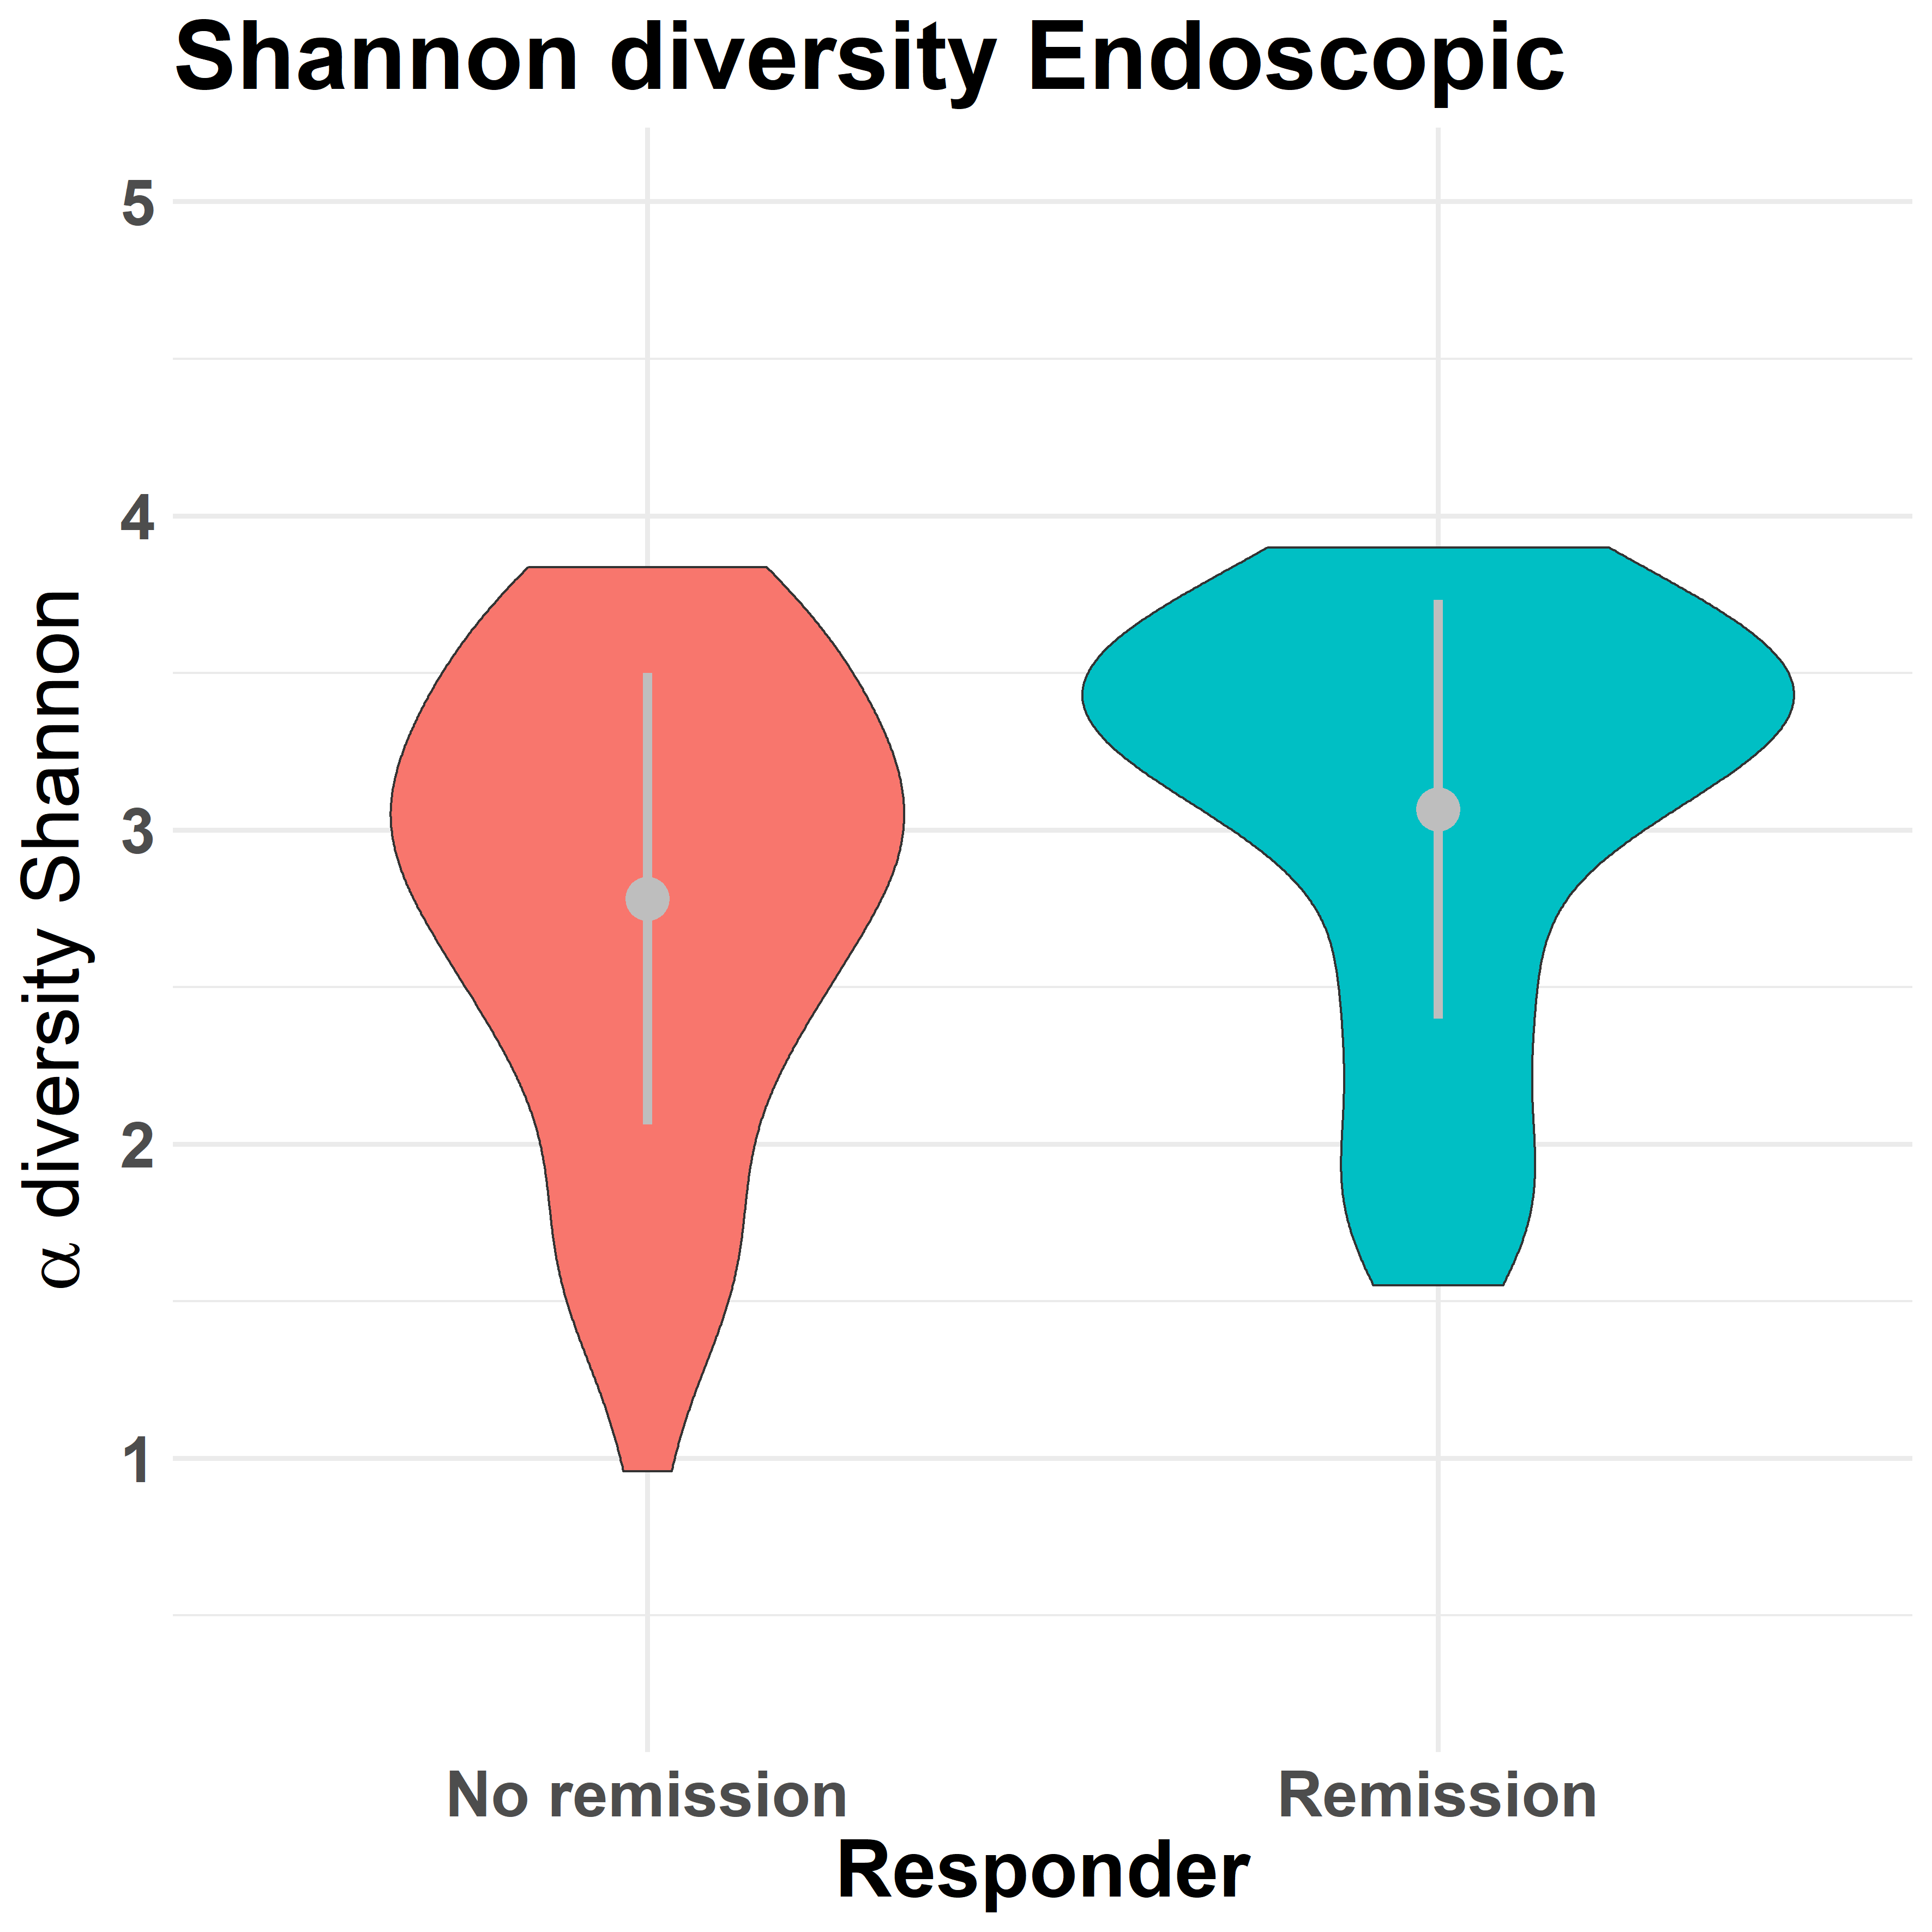 Shannon diversity Endoscopic
α diversity Shannon
5
4
3
2
1
No remission
Remission
Responder